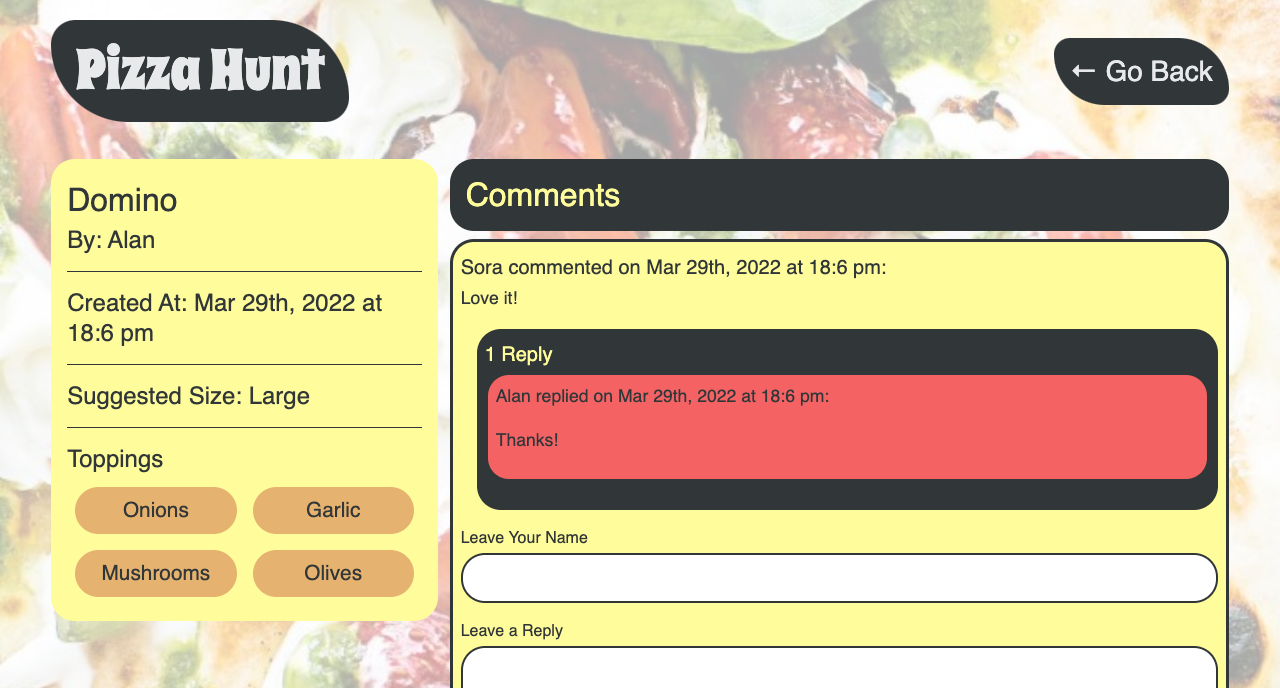 Pizza Hunt
← Go Back
Domino
By: Alan
Created At: Mar 29th, 2022 at
18:6 pm
Suggested Size: Large
Toppings
Onions
Garlic
Mushrooms
Olives
Comments
Sora commented on Mar 29th, 2022 at 18:6 pm:
Love it!
1 Reply
Alan replied on Mar 29th, 2022 at 18:6 pm:
Thanks!
Leave Your Name
Leave a Reply